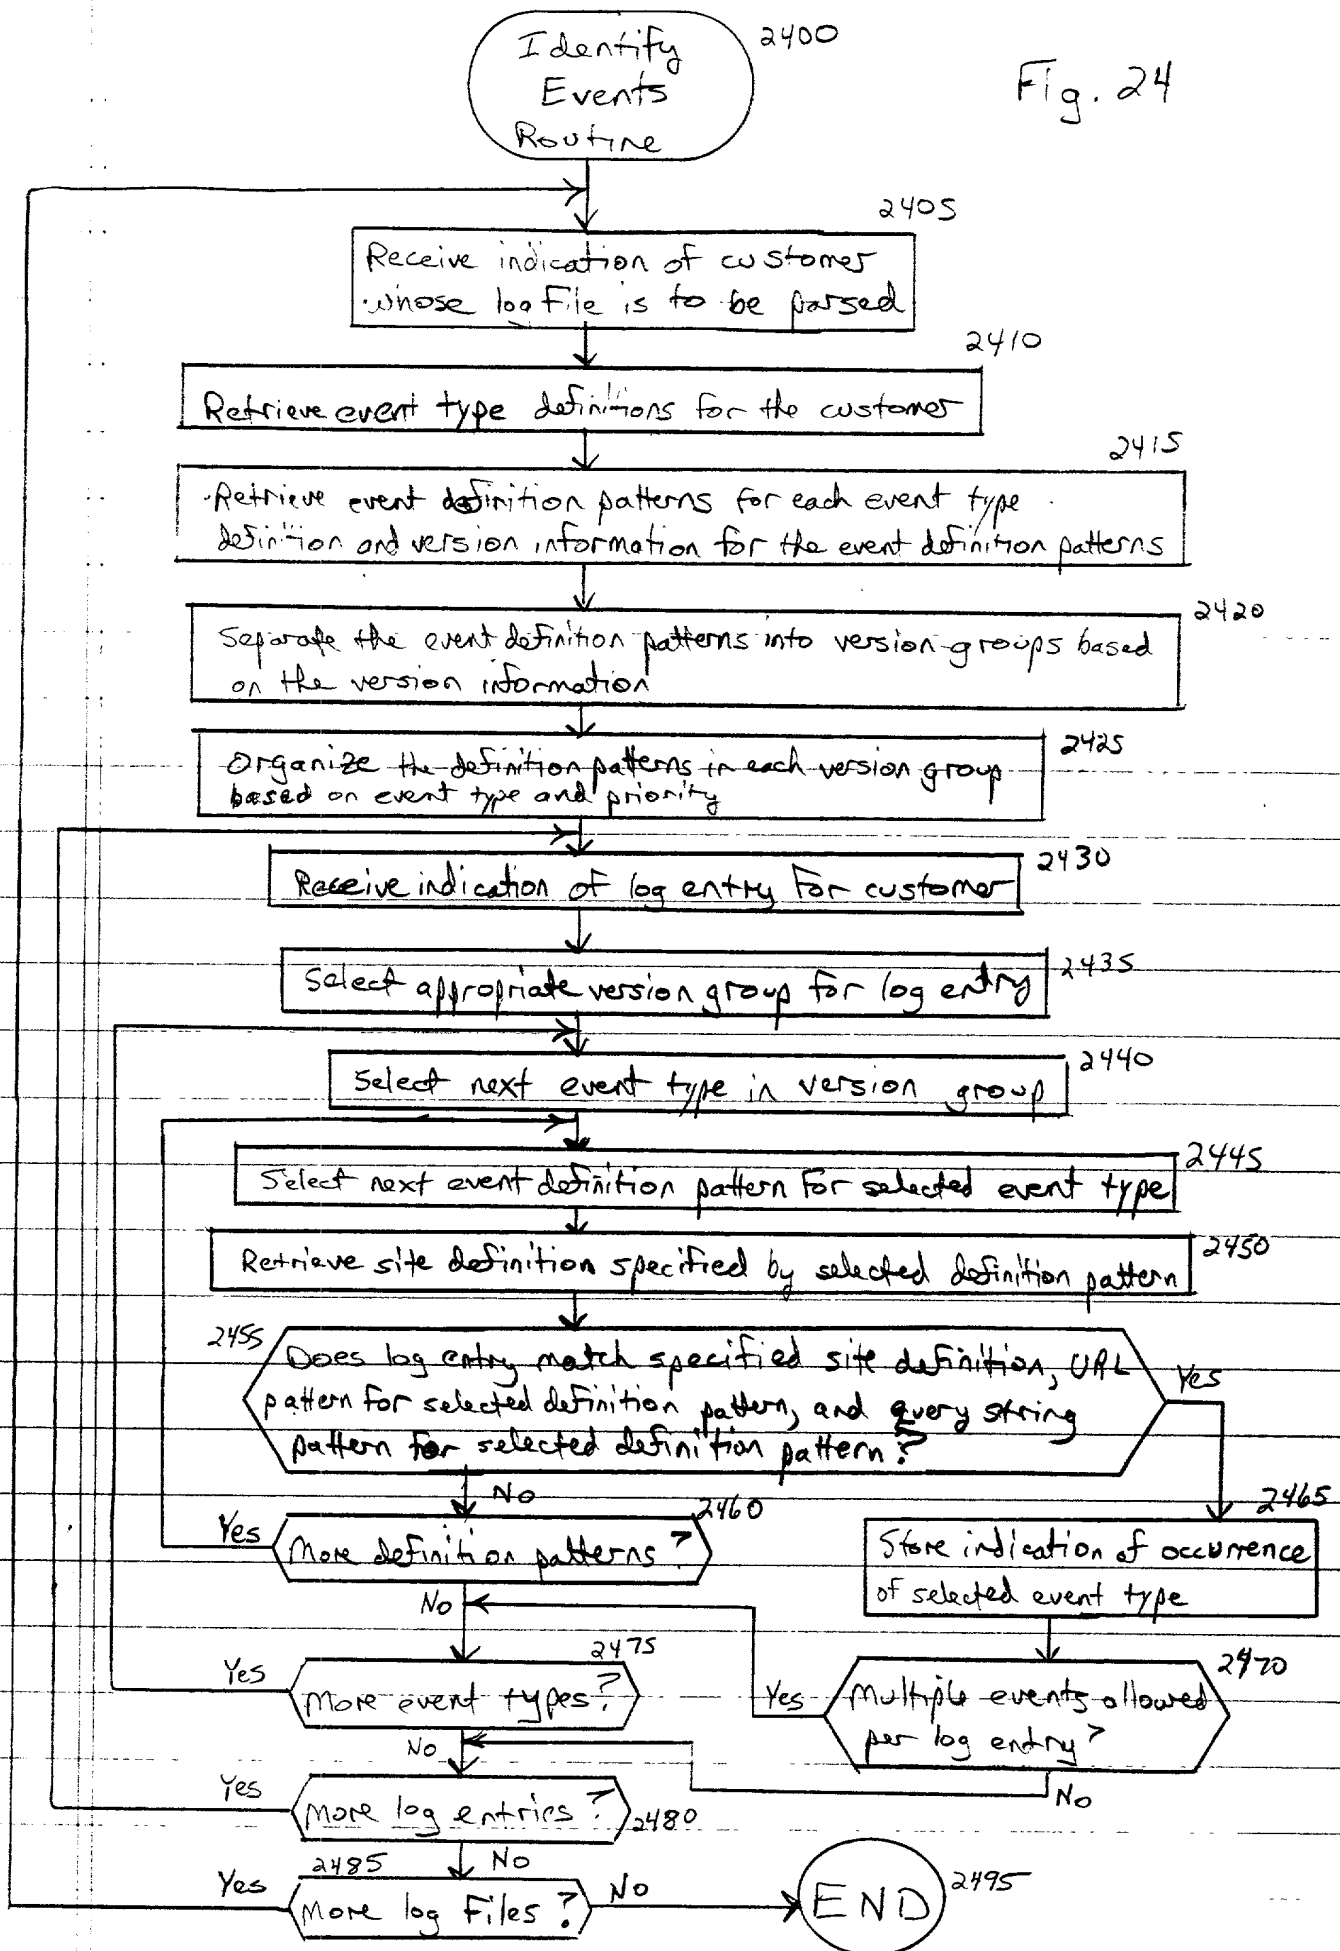 Identify
Events
Routine
2400
Fig. 24
2405
Receive indication of customer
whose log File is to be parsed
2410
Retrieve event type definitions for the customer
2415
Retrieve event definition patterns for each event type
definition and version information for the event definition patterns
2420
Separate the event definition patterns into version groups based
on the version information
2425
Organize the definition patterns in each version group
based on event type and priority
2430
Receive indication of log entry for customer
2435
Select appropriate version group for log entry
2440
Select next event type in version group
2445
Select next event definition pattern for selected event type
2450
Retrieve site definition specified by selected definition pattern
2455
Does log entry match specified site definition, URL
pattern for selected definition pattern, and query string
pattern for selected definition pattern?
Yes
No
2460
Yes
More definition patterns?
2465
Store indication of occurrence
of selected event type
No
2475
Yes
More event types?
2470
Yes
Multiple events allowed
per log entry?
No
No
Yes
More log entries?
2480
No
2485
Yes
More log Files?
No
END
2495